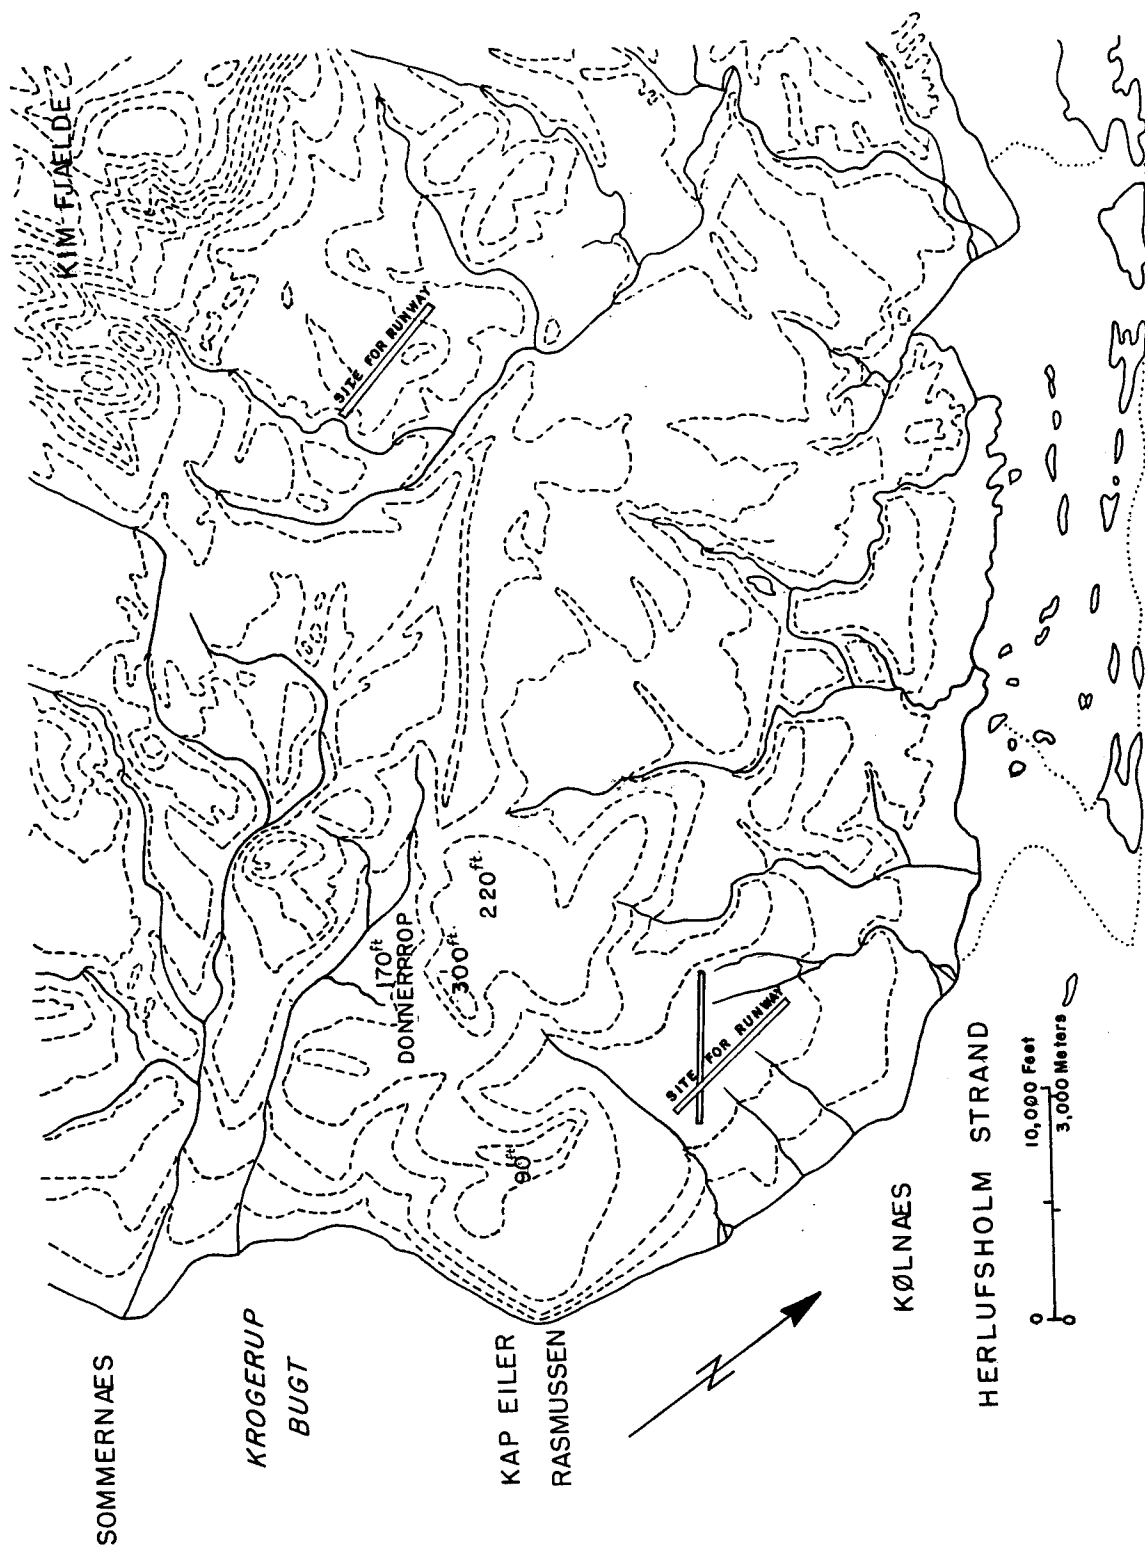 KIM FJAELDE
SITE FOR RUNWAY
170ft.
DONNERPROP
300ft.
220ft.
90ft
SITE FOR RUNWAY
SOMMERNAES
KROGERUP
BUGT
KAP EILER
RASMUSSEN
N
KØLNAES
HERLUFSHOLM STRAND
0 10,000 Feet
0 3,000 Meters